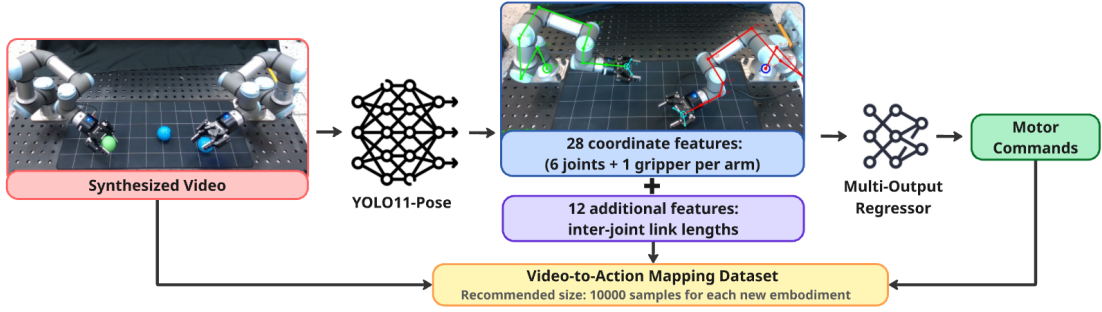 Synthesized Video
YOLO11-Pose
28 coordinate features:
(6 joints + 1 gripper per arm)
+
12 additional features:
inter-joint link lengths
Multi-Output
Regressor
Motor
Commands
Video-to-Action Mapping Dataset
Recommended size: 10000 samples for each new embodiment